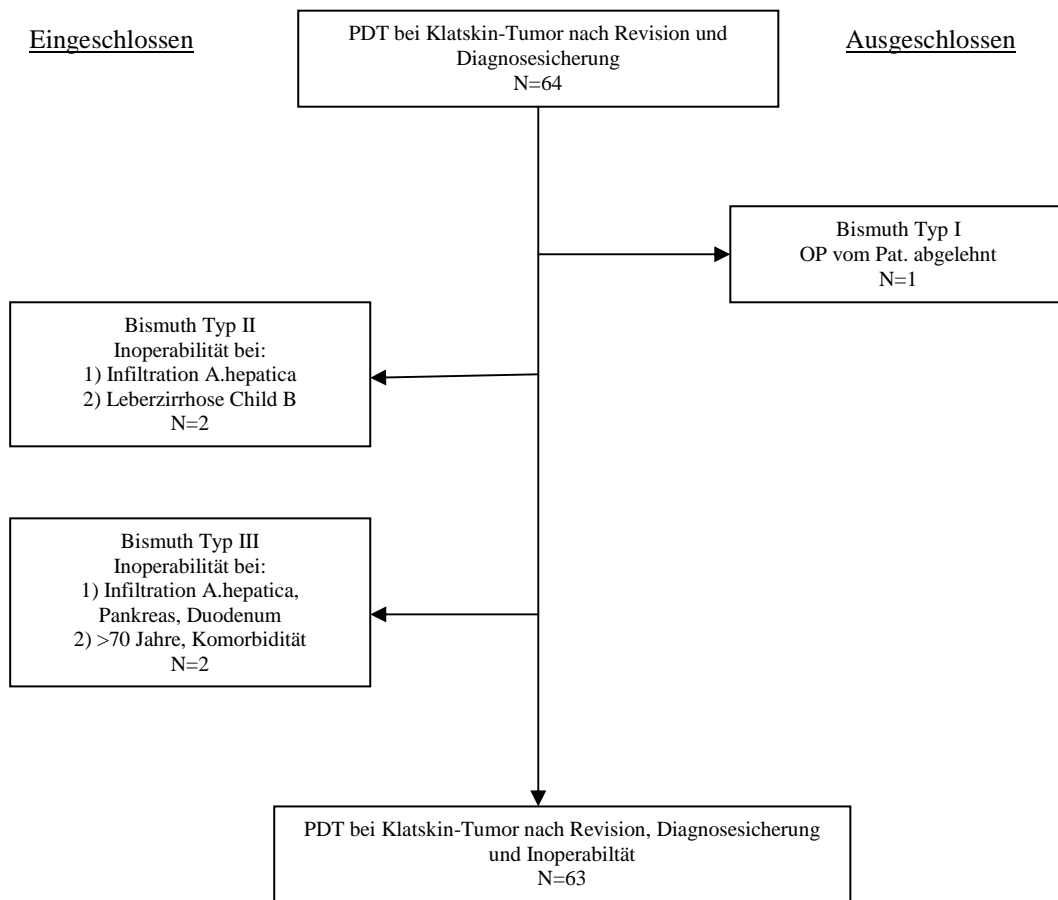 Eingeschlossen
PDT bei Klatskin-Tumor nach Revision und
Diagnosesicherung
N=64
Ausgeschlossen
Bismuth Typ I
OP vom Pat. abgelehnt
N=1
Bismuth Typ II
Inoperabilität bei:
1) Infiltration A.hepatica
2) Leberzirrhose Child B
N=2
Bismuth Typ III
Inoperabilität bei:
1) Infiltration A.hepatica,
Pankreas, Duodenum
2) >70 Jahre, Komorbidität
N=2
PDT bei Klatskin-Tumor nach Revision, Diagnosesicherung
und Inoperabiltät
N=63